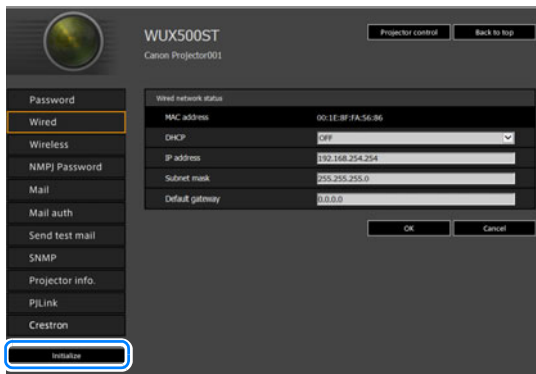 WUX500ST
Projector control
Back to top
Canon Projector001
Password
Wired
Wireless
NMPJ Password
Mail
Mail auth
Send test mail
SNMP
Projector info.
PJLink
Crestron
Initialize
Wired network status
MAC address 00:1E:8F:FA:56:86
DHCP OFF
IP address 192.168.254.254
Subnet mask 255.255.255.0
Default gateway 0.0.0.0
OK
Cancel